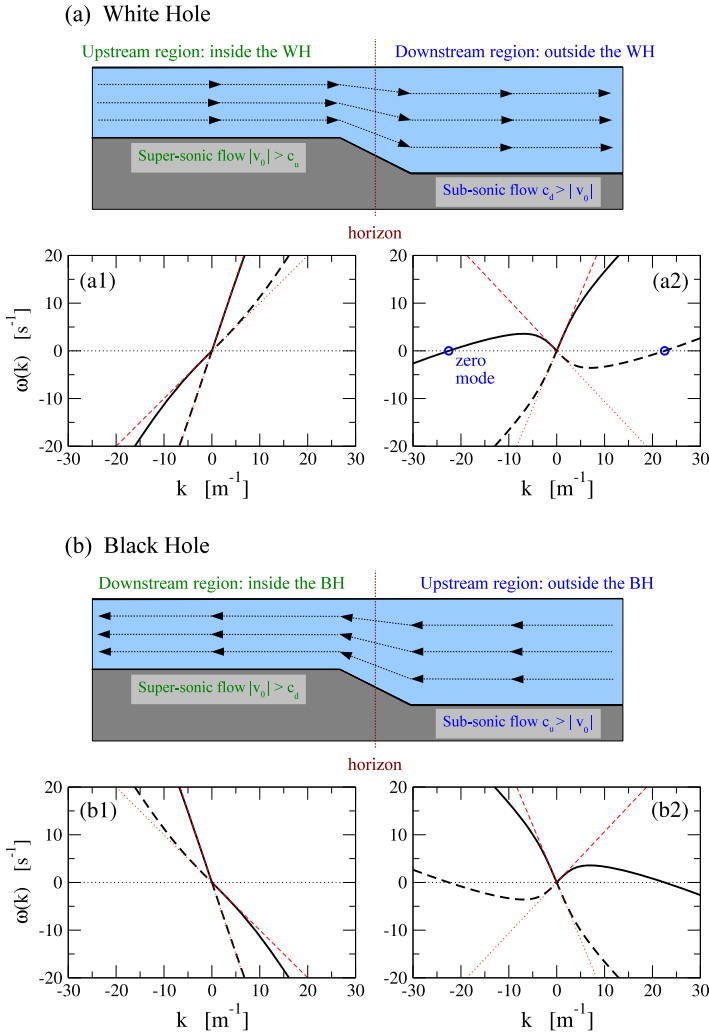 (a) White Hole
Upstream region: inside the WH
Downstream region: outside the WH
Super-sonic flow |v0| > cu
Sub-sonic flow cd > | v0|
horizon
20
10
0
-10
-20
ω(k) [s-1]
(a1)
-30 -20 -10 0 10 20 30
k [m-1]
20
10
0
-10
-20
(a2)
zero
mode
-30 -20 -10 0 10 20 30
k [m-1]
(b) Black Hole
Downstream region: inside the BH
Upstream region: outside the BH
Super-sonic flow |v0| > cd
Sub-sonic flow cu > | v0|
horizon
20
10
0
-10
-20
ω(k) [s-1]
(b1)
-30 -20 -10 0 10 20 30
k [m-1]
20
10
0
-10
-20
(b2)
-30 -20 -10 0 10 20 30
k [m-1]